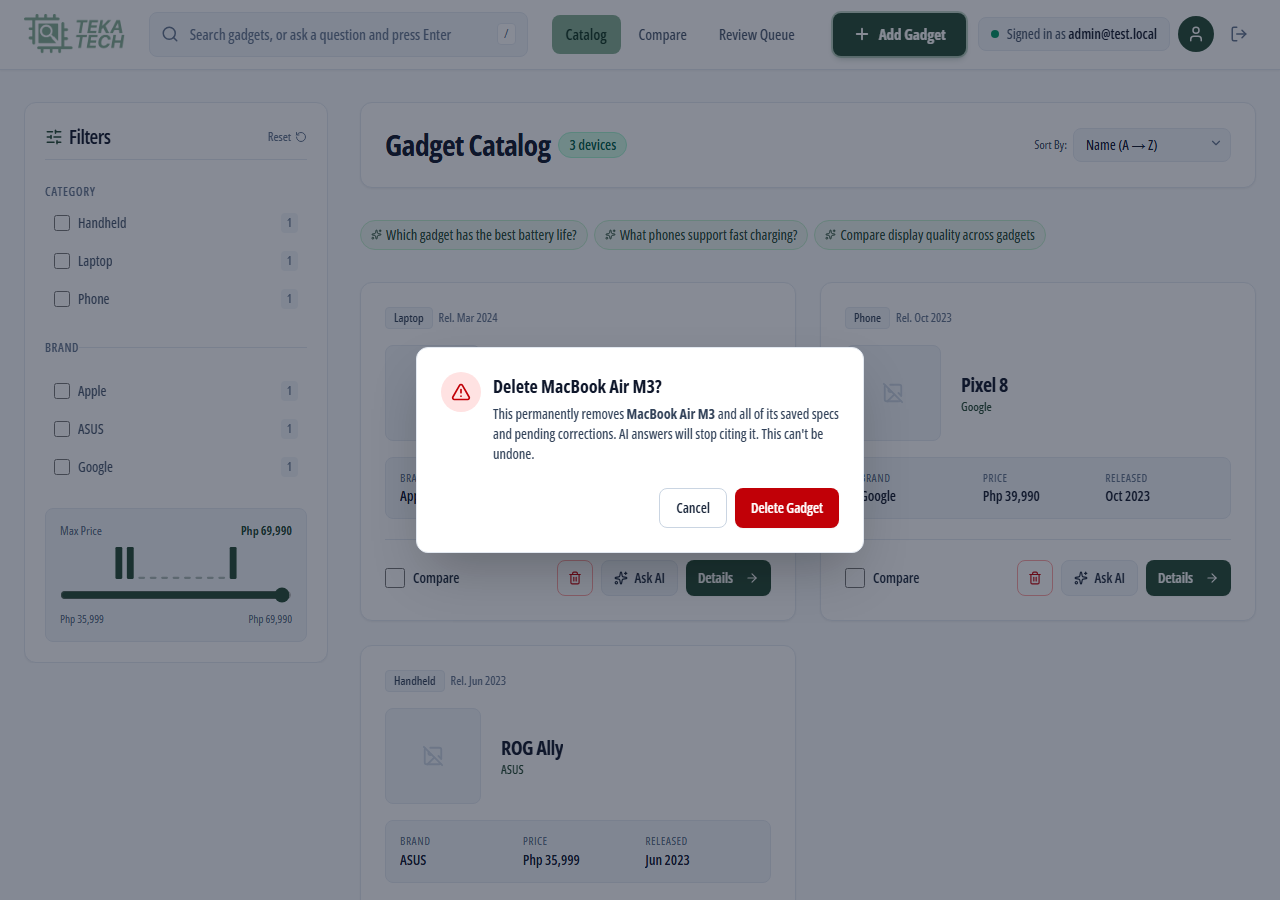 TEKA TECH
Search gadgets, or ask a question and press Enter
/
Catalog
Compare
Review Queue
Add Gadget
Signed in as admin@test.local
Filters
Reset
CATEGORY
Handheld 1
Laptop 1
Phone 1
BRAND
Apple 1
ASUS 1
Google 1
Max Price Php 69,990
Php 35,999 Php 69,990
Gadget Catalog 3 devices
Sort By: Name (A → Z)
Which gadget has the best battery life?
What phones support fast charging?
Compare display quality across gadgets
Laptop Rel. Mar 2024
Delete MacBook Air M3?
This permanently removes MacBook Air M3 and all of its saved specs
and pending corrections. AI answers will stop citing it. This can't be
undone.
Cancel
Delete Gadget
Compare
Ask AI
Details
Phone Rel. Oct 2023
Pixel 8
Google
BRAND PRICE RELEASED
Google Php 39,990 Oct 2023
Compare
Ask AI
Details
Handheld Rel. Jun 2023
ROG Ally
ASUS
BRAND PRICE RELEASED
ASUS Php 35,999 Jun 2023